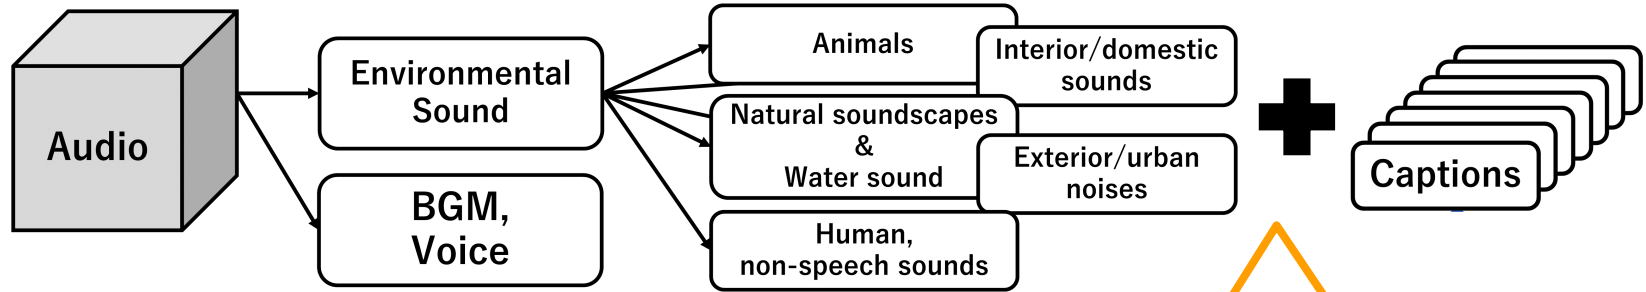 Audio
Environmental
Sound
BGM,
Voice
Animals
Interior/domestic
sounds
Natural soundscapes
&
Water sound
Exterior/urban
noises
Human,
non-speech sounds
Captions